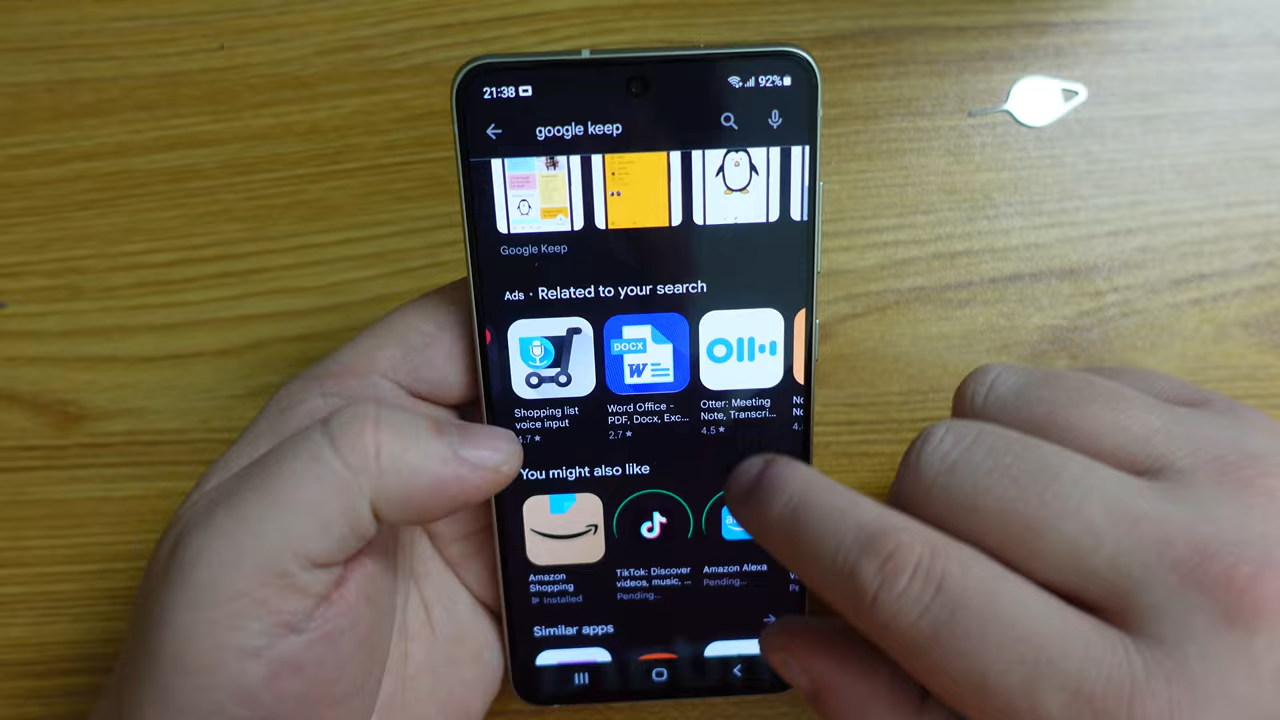 21:38 92%
google keep
Google Keep
Ads · Related to your search
DOCX
W
Shopping list
voice input
4.7 ★
Word Office -
PDF, Docx, Exc...
2.7 ★
Otter: Meeting
Note, Transcri...
4.5 ★
You might also like
Amazon
Shopping
Installed
TikTok: Discover
videos, music, ...
Pending...
Amazon Alexa
Pending...
Similar apps